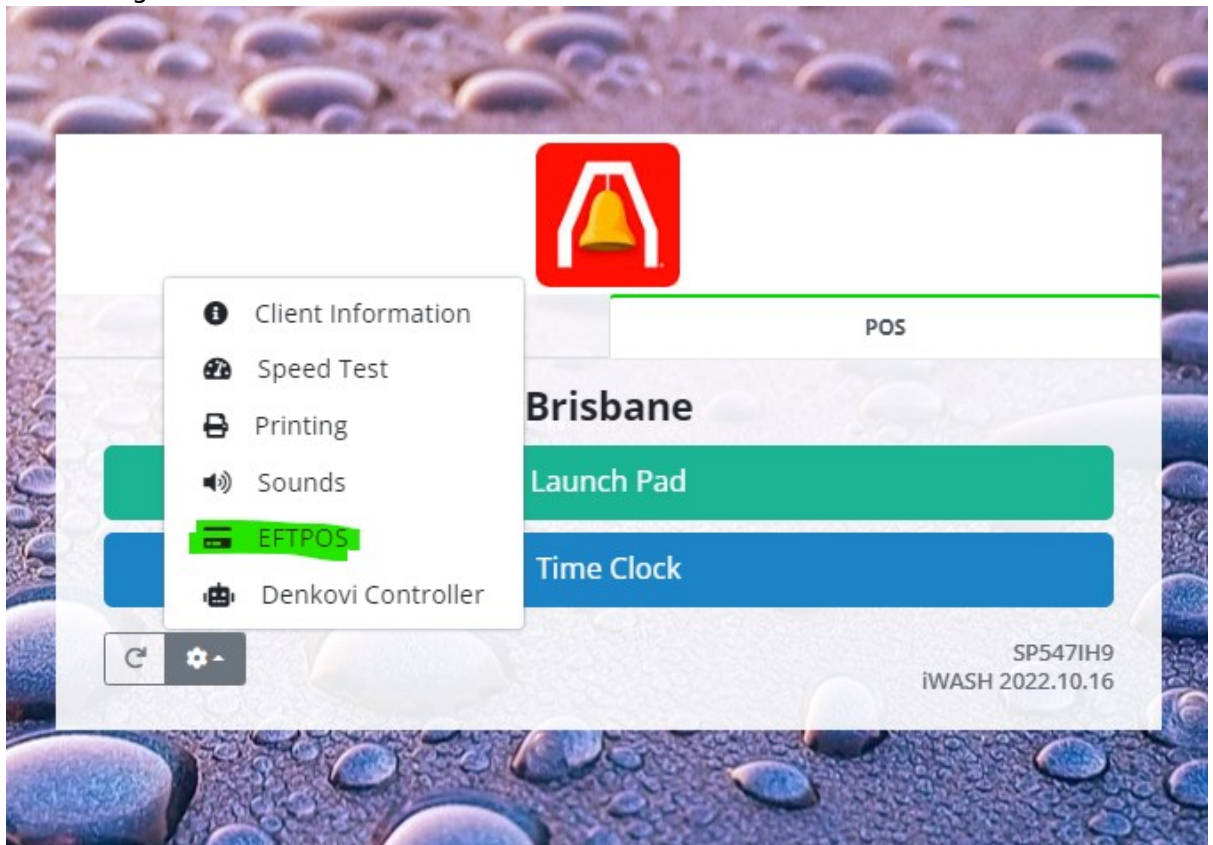 Client Information
POS
Speed Test
Brisbane
Printing
Sounds
Launch Pad
EFTPOS
Time Clock
Denkovi Controller
SP547IH9
iWASH 2022.10.16